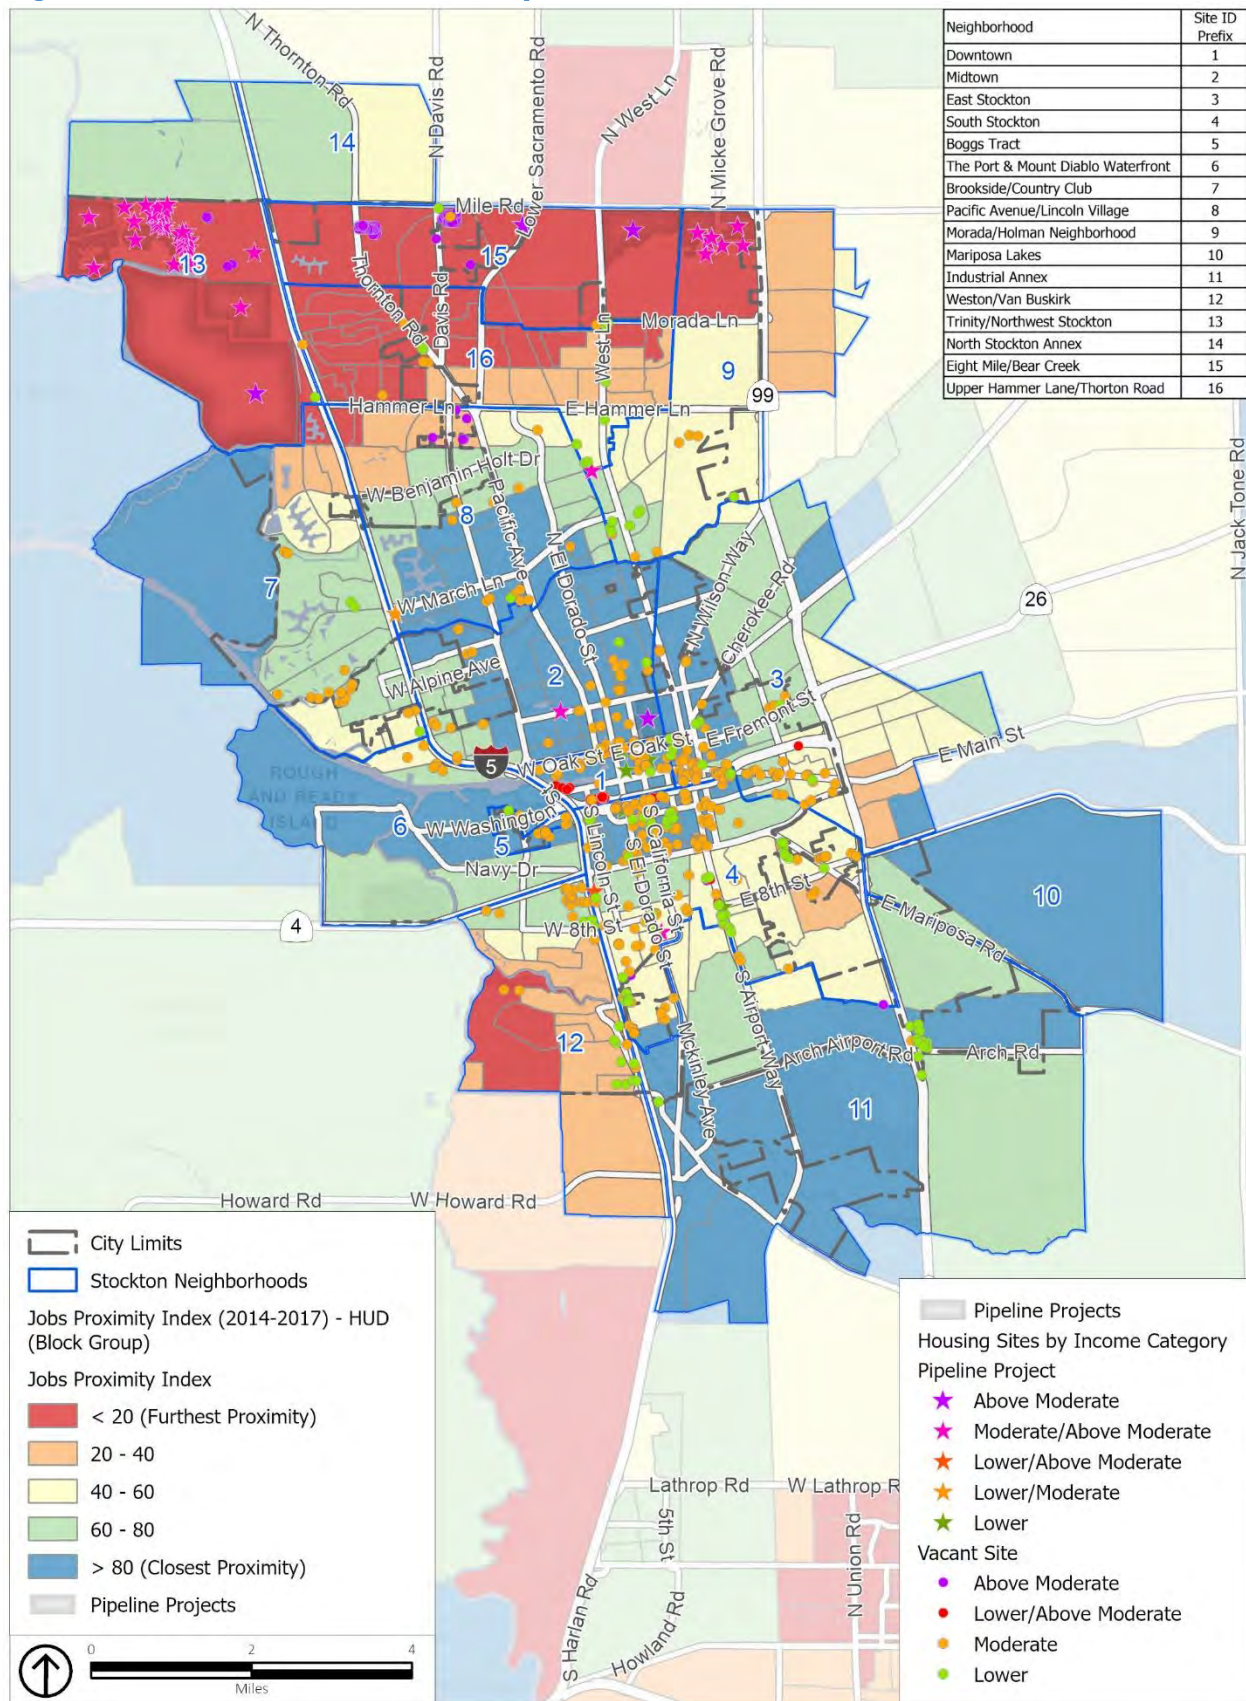 Neighborhood Site ID Prefix
Downtown 1
Midtown 2
East Stockton 3
South Stockton 4
Boggs Tract 5
The Port & Mount Diablo Waterfront 6
Brookside/Country Club 7
Pacific Avenue/Lincoln Village 8
Morada/Holman Neighborhood 9
Mariposa Lakes 10
Industrial Annex 11
Weston/Van Buskirk 12
Trinity/Northwest Stockton 13
North Stockton Annex 14
Eight Mile/Bear Creek 15
Upper Hammer Lane/Thorton Road 16
N Thornton Rd
N Davis Rd
Lower Sacramento Rd
N West Ln
N Micke Grove Rd
14
Mile Rd
13
15
Thornton Rd
Davis Rd
West Ln
Morada Ln
16
9
99
Hammer Ln
E Hammer Ln
N Jack Tone Rd
W Benjamin Holt Dr
8
Pacific Ave
N El Dorado St
7
W March Ln
N Wilson Way
Cherokee Rd
26
2
W Alpine Ave
3
E Fremont St
W Oak St
E Oak St
E Main St
5
ROUGH
AND READY
ISLAND
1
6
W Washington St
5
S Lincoln St
S El Dorado St
S California St
Navy Dr
4
E 8th St
10
4
W 8th St
E Mariposa Rd
12
Mckinley Ave
S Airport Way
Arch Airport Rd
Arch Rd
11
Howard Rd
W Howard Rd
City Limits
Stockton Neighborhoods
Jobs Proximity Index (2014-2017) - HUD
(Block Group)
Jobs Proximity Index
< 20 (Furthest Proximity)
20 - 40
40 - 60
60 - 80
> 80 (Closest Proximity)
Pipeline Projects
0 2 4
Miles
Lathrop Rd
W Lathrop R
5th St
N Union Rd
S Harlan Rd
Howland Rd
Pipeline Projects
Housing Sites by Income Category
Pipeline Project
Above Moderate
Moderate/Above Moderate
Lower/Above Moderate
Lower/Moderate
Lower
Vacant Site
Above Moderate
Lower/Above Moderate
Moderate
Lower